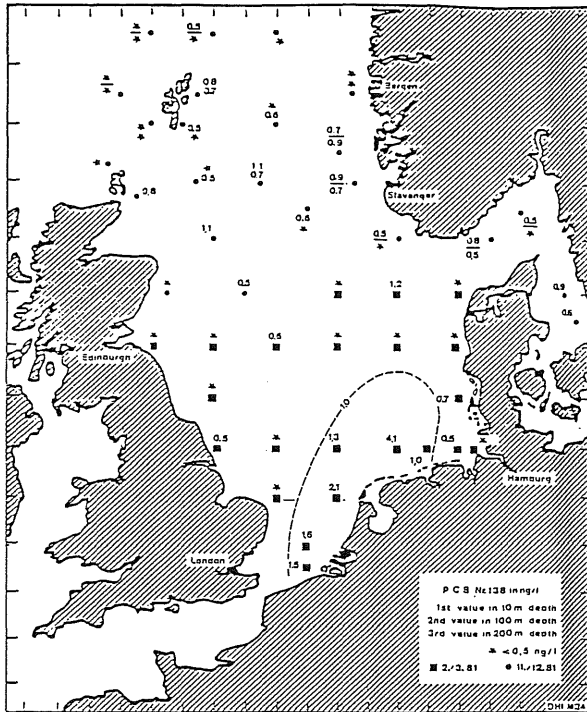 0,5
0,8
0,7
Bergen
0,5
0,6
0,7
0,9
1,1
0,7
0,5
0,9
0,7
0,6
Stavanger
0,6
1,1
0,5
0,8
0,5
0,5
0,9
0,5
1,2
0,6
0,5
Edinburgh
1,0
0,7
0,5
1,3
4,1
0,5
1,0
Hamburg
2,1
1,6
London
1,5
PCB Nr.138 in ng/l
1st value in 10 m depth
2nd value in 100 m depth
3rd value in 200 m depth
* < 0,5 ng/l
■ 2./3.81 ● 11./12.81
DHI M34